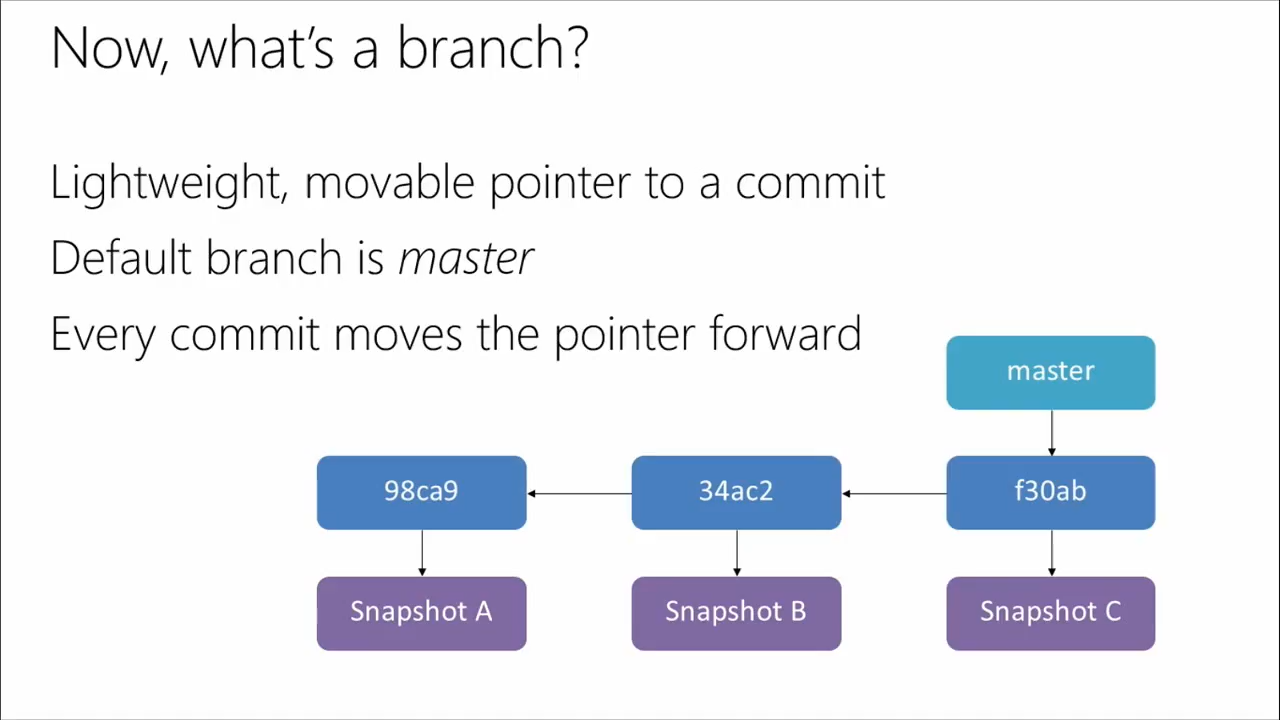 Now, what's a branch?
Lightweight, movable pointer to a commit
Default branch is master
Every commit moves the pointer forward
master
98ca9
34ac2
f30ab
Snapshot A
Snapshot B
Snapshot C